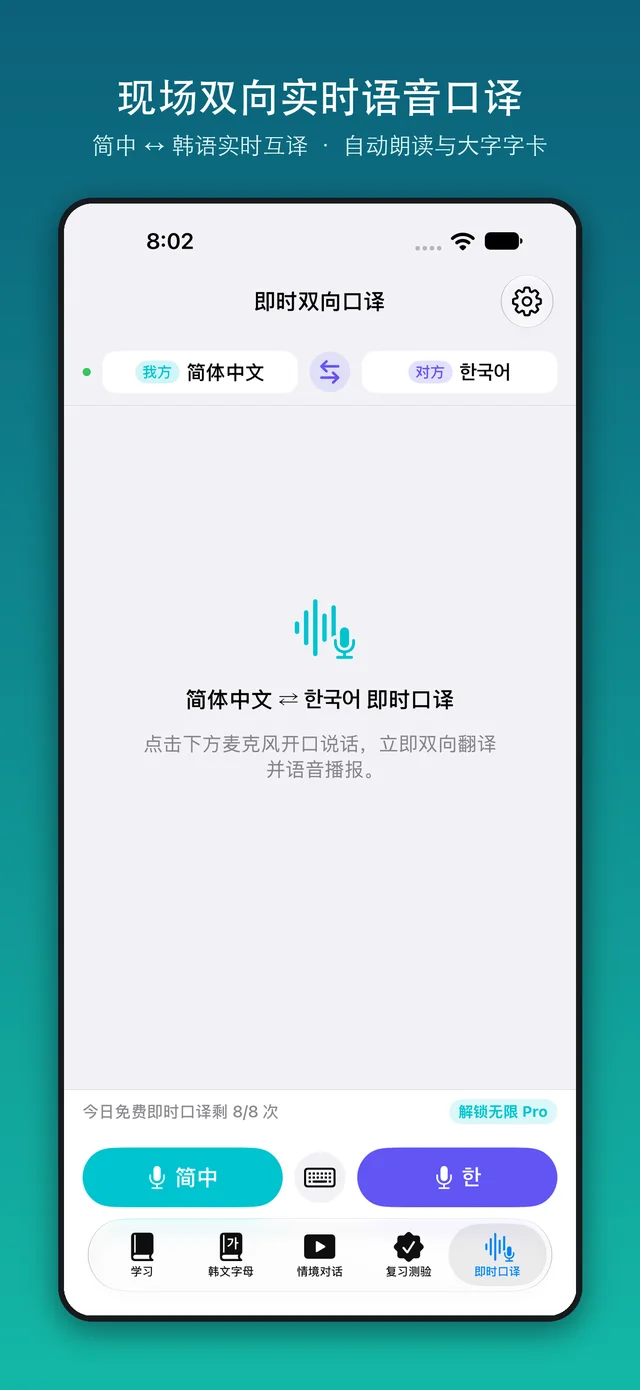 现场双向实时语音口译
简中 ↔ 韩语实时互译 · 自动朗读与大字字卡
8:02
即时双向口译
我方 简体中文 对方 한국어
简体中文 ⇌ 한국어 即时口译
点击下方麦克风开口说话，立即双向翻译
并语音播报。
今日免费即时口译剩 8/8 次 解锁无限 Pro
简中 한
가
学习 韩文字母 情境对话 复习测验 即时口译